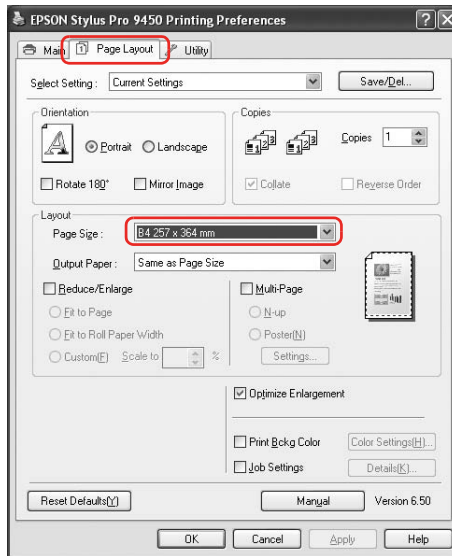 EPSON Stylus Pro 9450 Printing Preferences
Main Page Layout Utility
Select Setting : Current Settings Save/Del...
Orientation
Copies
Portrait Landscape
Copies 1
Rotate 180° Mirror Image
Collate Reverse Order
Layout
Page Size : B4 257 x 364 mm
Output Paper : Same as Page Size
Reduce/Enlarge Multi-Page
Fit to Page N-up
Fit to Roll Paper Width Poster(N)
Custom(F) Scale to % Settings...
Optimize Enlargement
Print Bckg Color Color Settings(H)...
Job Settings Details(K)...
Reset Defaults(Y) Manual Version 6.50
OK Cancel Apply Help